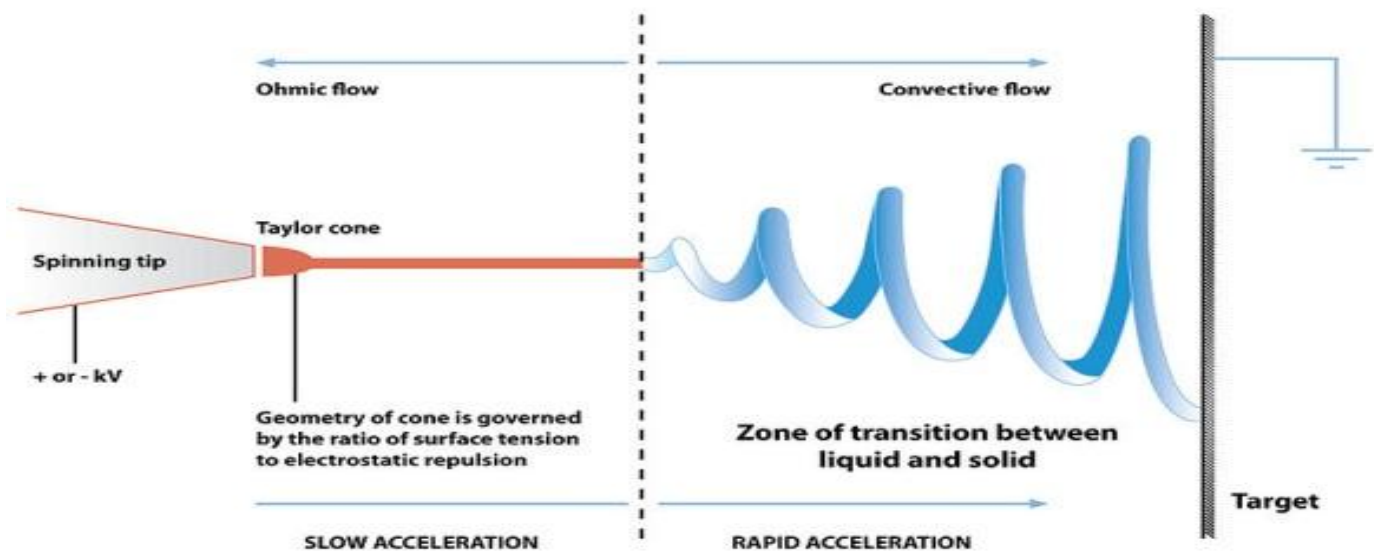 Ohmic flow
Convective flow
Taylor cone
Spinning tip
+ or - kV
Geometry of cone is governed
by the ratio of surface tension
to electrostatic repulsion
Zone of transition between
liquid and solid
Target
SLOW ACCELERATION
RAPID ACCELERATION